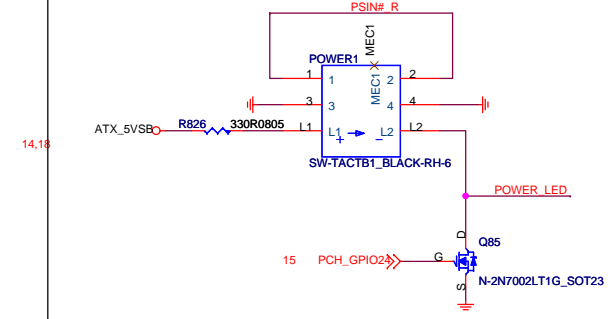 PSIN#_R
MEC1
POWER1
1 1 MEC1 2 2
3 3 4 4
ATX_5VSB R826 330R0805 L1 L1 L2 L2
+ −
14,18
SW-TACTB1_BLACK-RH-6
POWER_LED
D
Q85
15 PCH_GPIO24 G
N-2N7002LT1G_SOT23
S